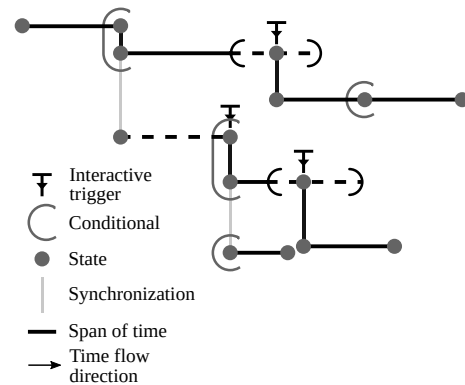 Interactive
trigger
Conditional
State
Synchronization
Span of time
Time flow
direction